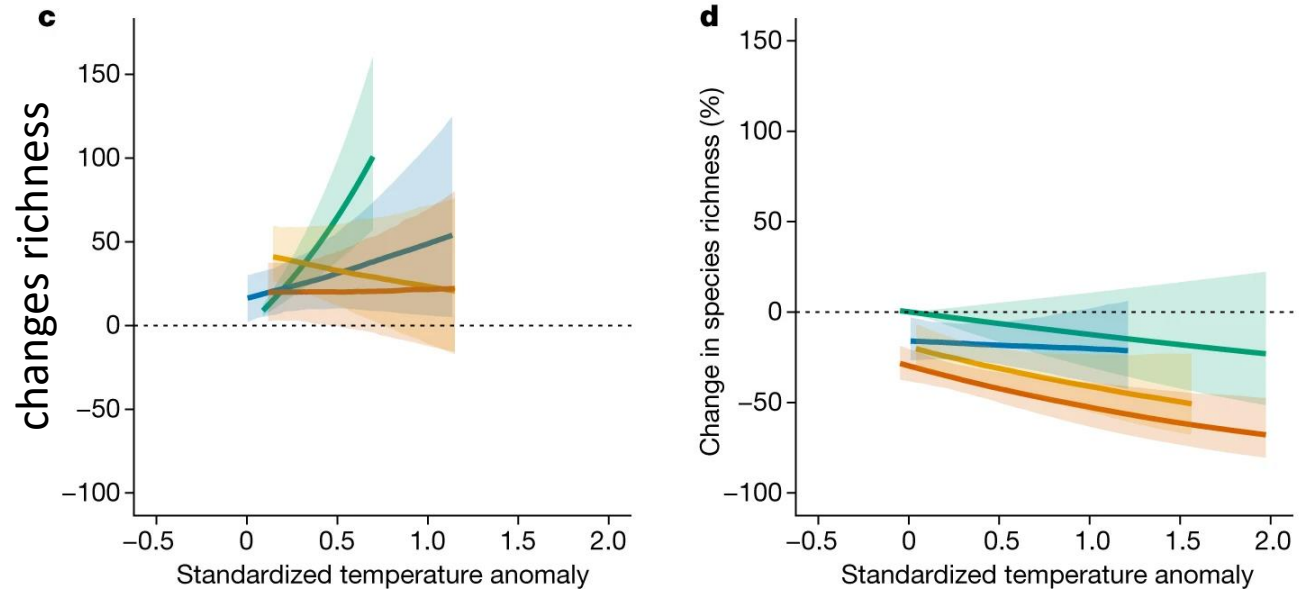 c
changes richness
150
100
50
0
−50
−100
−0.5 0 0.5 1.0 1.5 2.0
Standardized temperature anomaly
d
Change in species richness (%)
150
100
50
0
−50
−100
−0.5 0 0.5 1.0 1.5 2.0
Standardized temperature anomaly